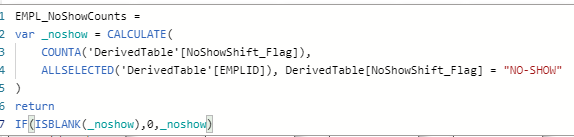 1 EMPL_NoShowCounts =
2 var _noshow = CALCULATE(
3 COUNTA('DerivedTable'[NoShowShift_Flag]),
4 ALLSELECTED('DerivedTable'[EMPLID]), DerivedTable[NoShowShift_Flag] = "NO-SHOW"
5 )
6 return
7 IF(ISBLANK(_noshow),0,_noshow)